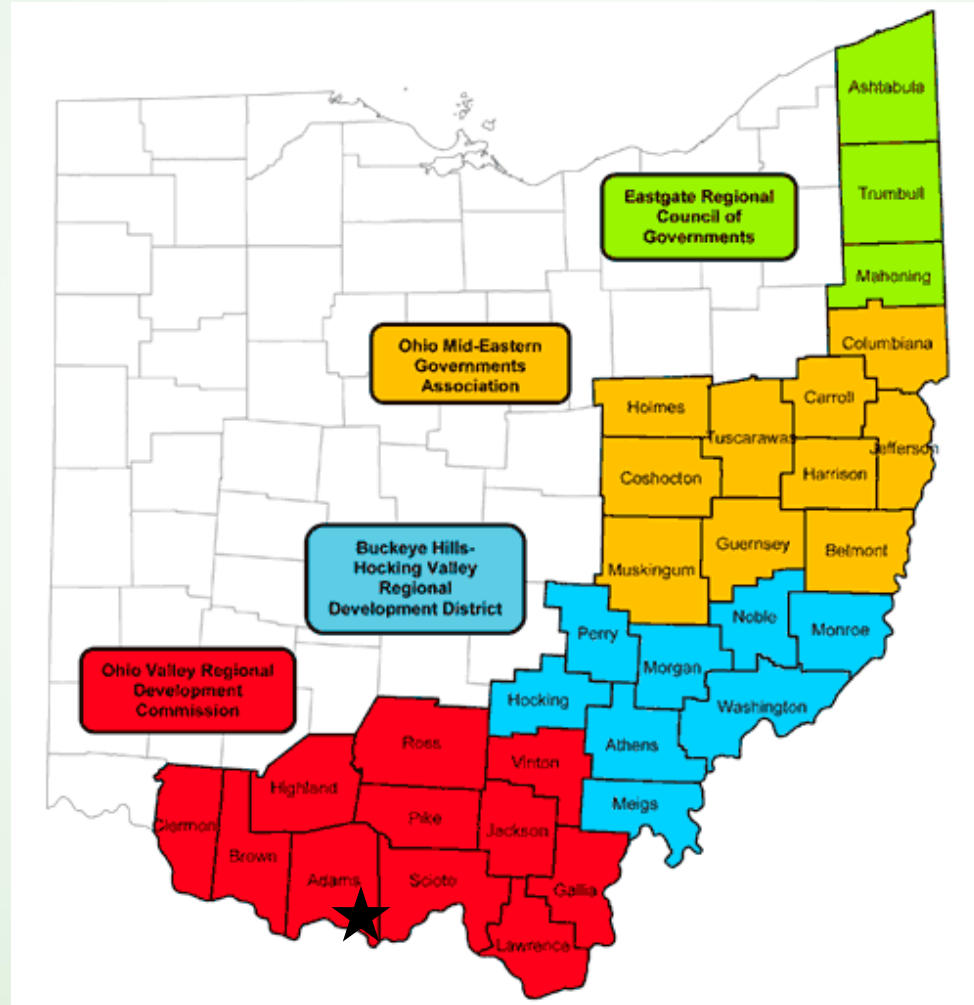 Ashtabula
Trumbull
Mahoning
Eastgate Regional
Council of
Governments
Columbiana
Ohio Mid-Eastern
Governments
Association
Holmes
Tuscarawas
Carroll
Jefferson
Coshocton
Harrison
Muskingum
Guernsey
Belmont
Buckeye Hills-
Hocking Valley
Regional
Development District
Perry
Noble
Monroe
Morgan
Hocking
Washington
Athens
Meigs
Ohio Valley Regional
Development
Commission
Ross
Vinton
Highland
Pike
Jackson
Clermon
Brown
Adams
Scioto
Gallia
Lawrence